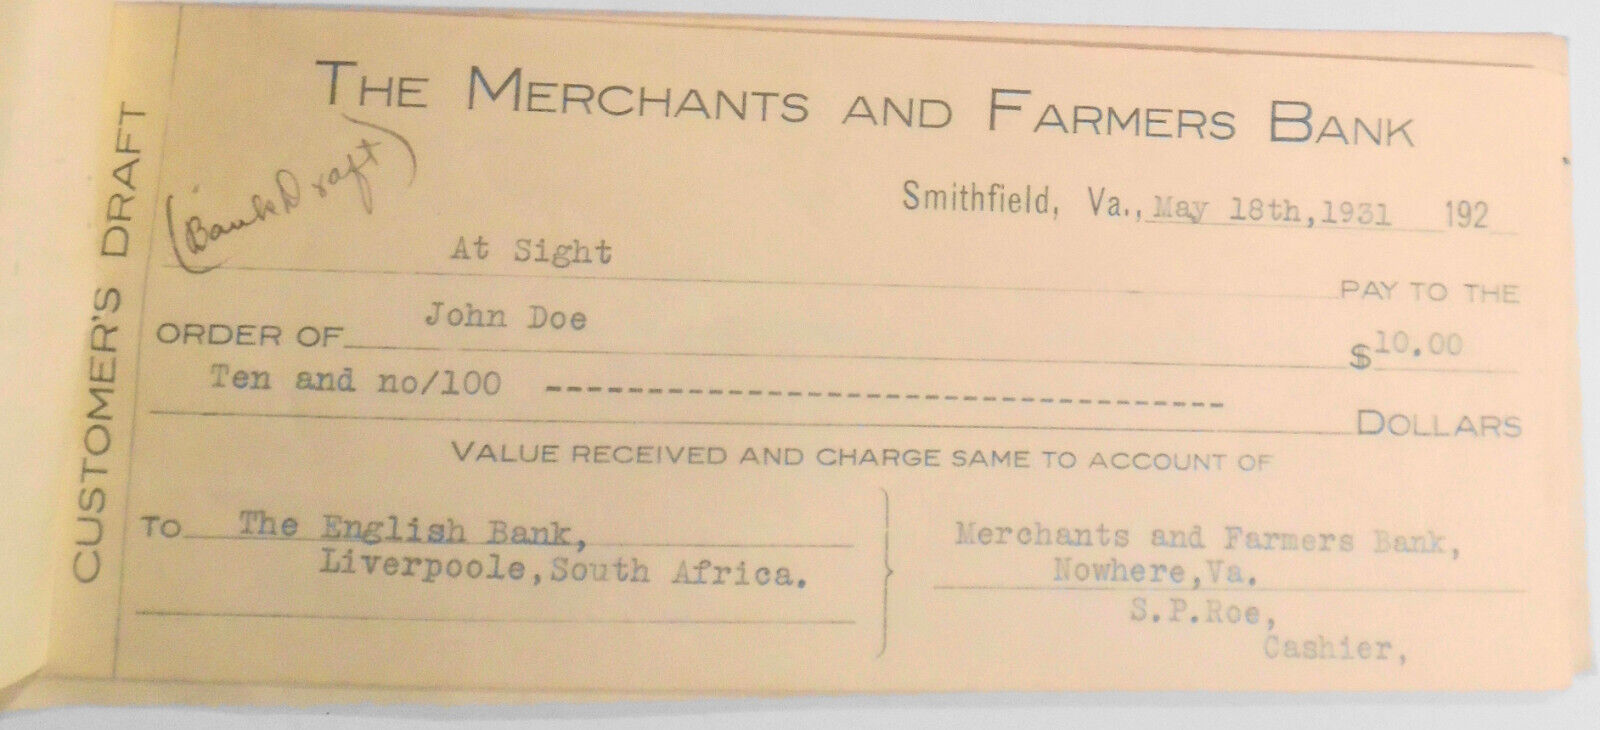 CUSTOMER'S DRAFT
THE MERCHANTS AND FARMERS BANK
(Bank Draft)
Smithfield, Va., May 18th,1931 192
At Sight
PAY TO THE
ORDER OF John Doe $10.00
Ten and no/100 ------------------------------------ DOLLARS
VALUE RECEIVED AND CHARGE SAME TO ACCOUNT OF
TO The English Bank,
Liverpoole,South Africa.
Merchants and Farmers Bank,
Nowhere,Va.
S.P.Roe,
Cashier,